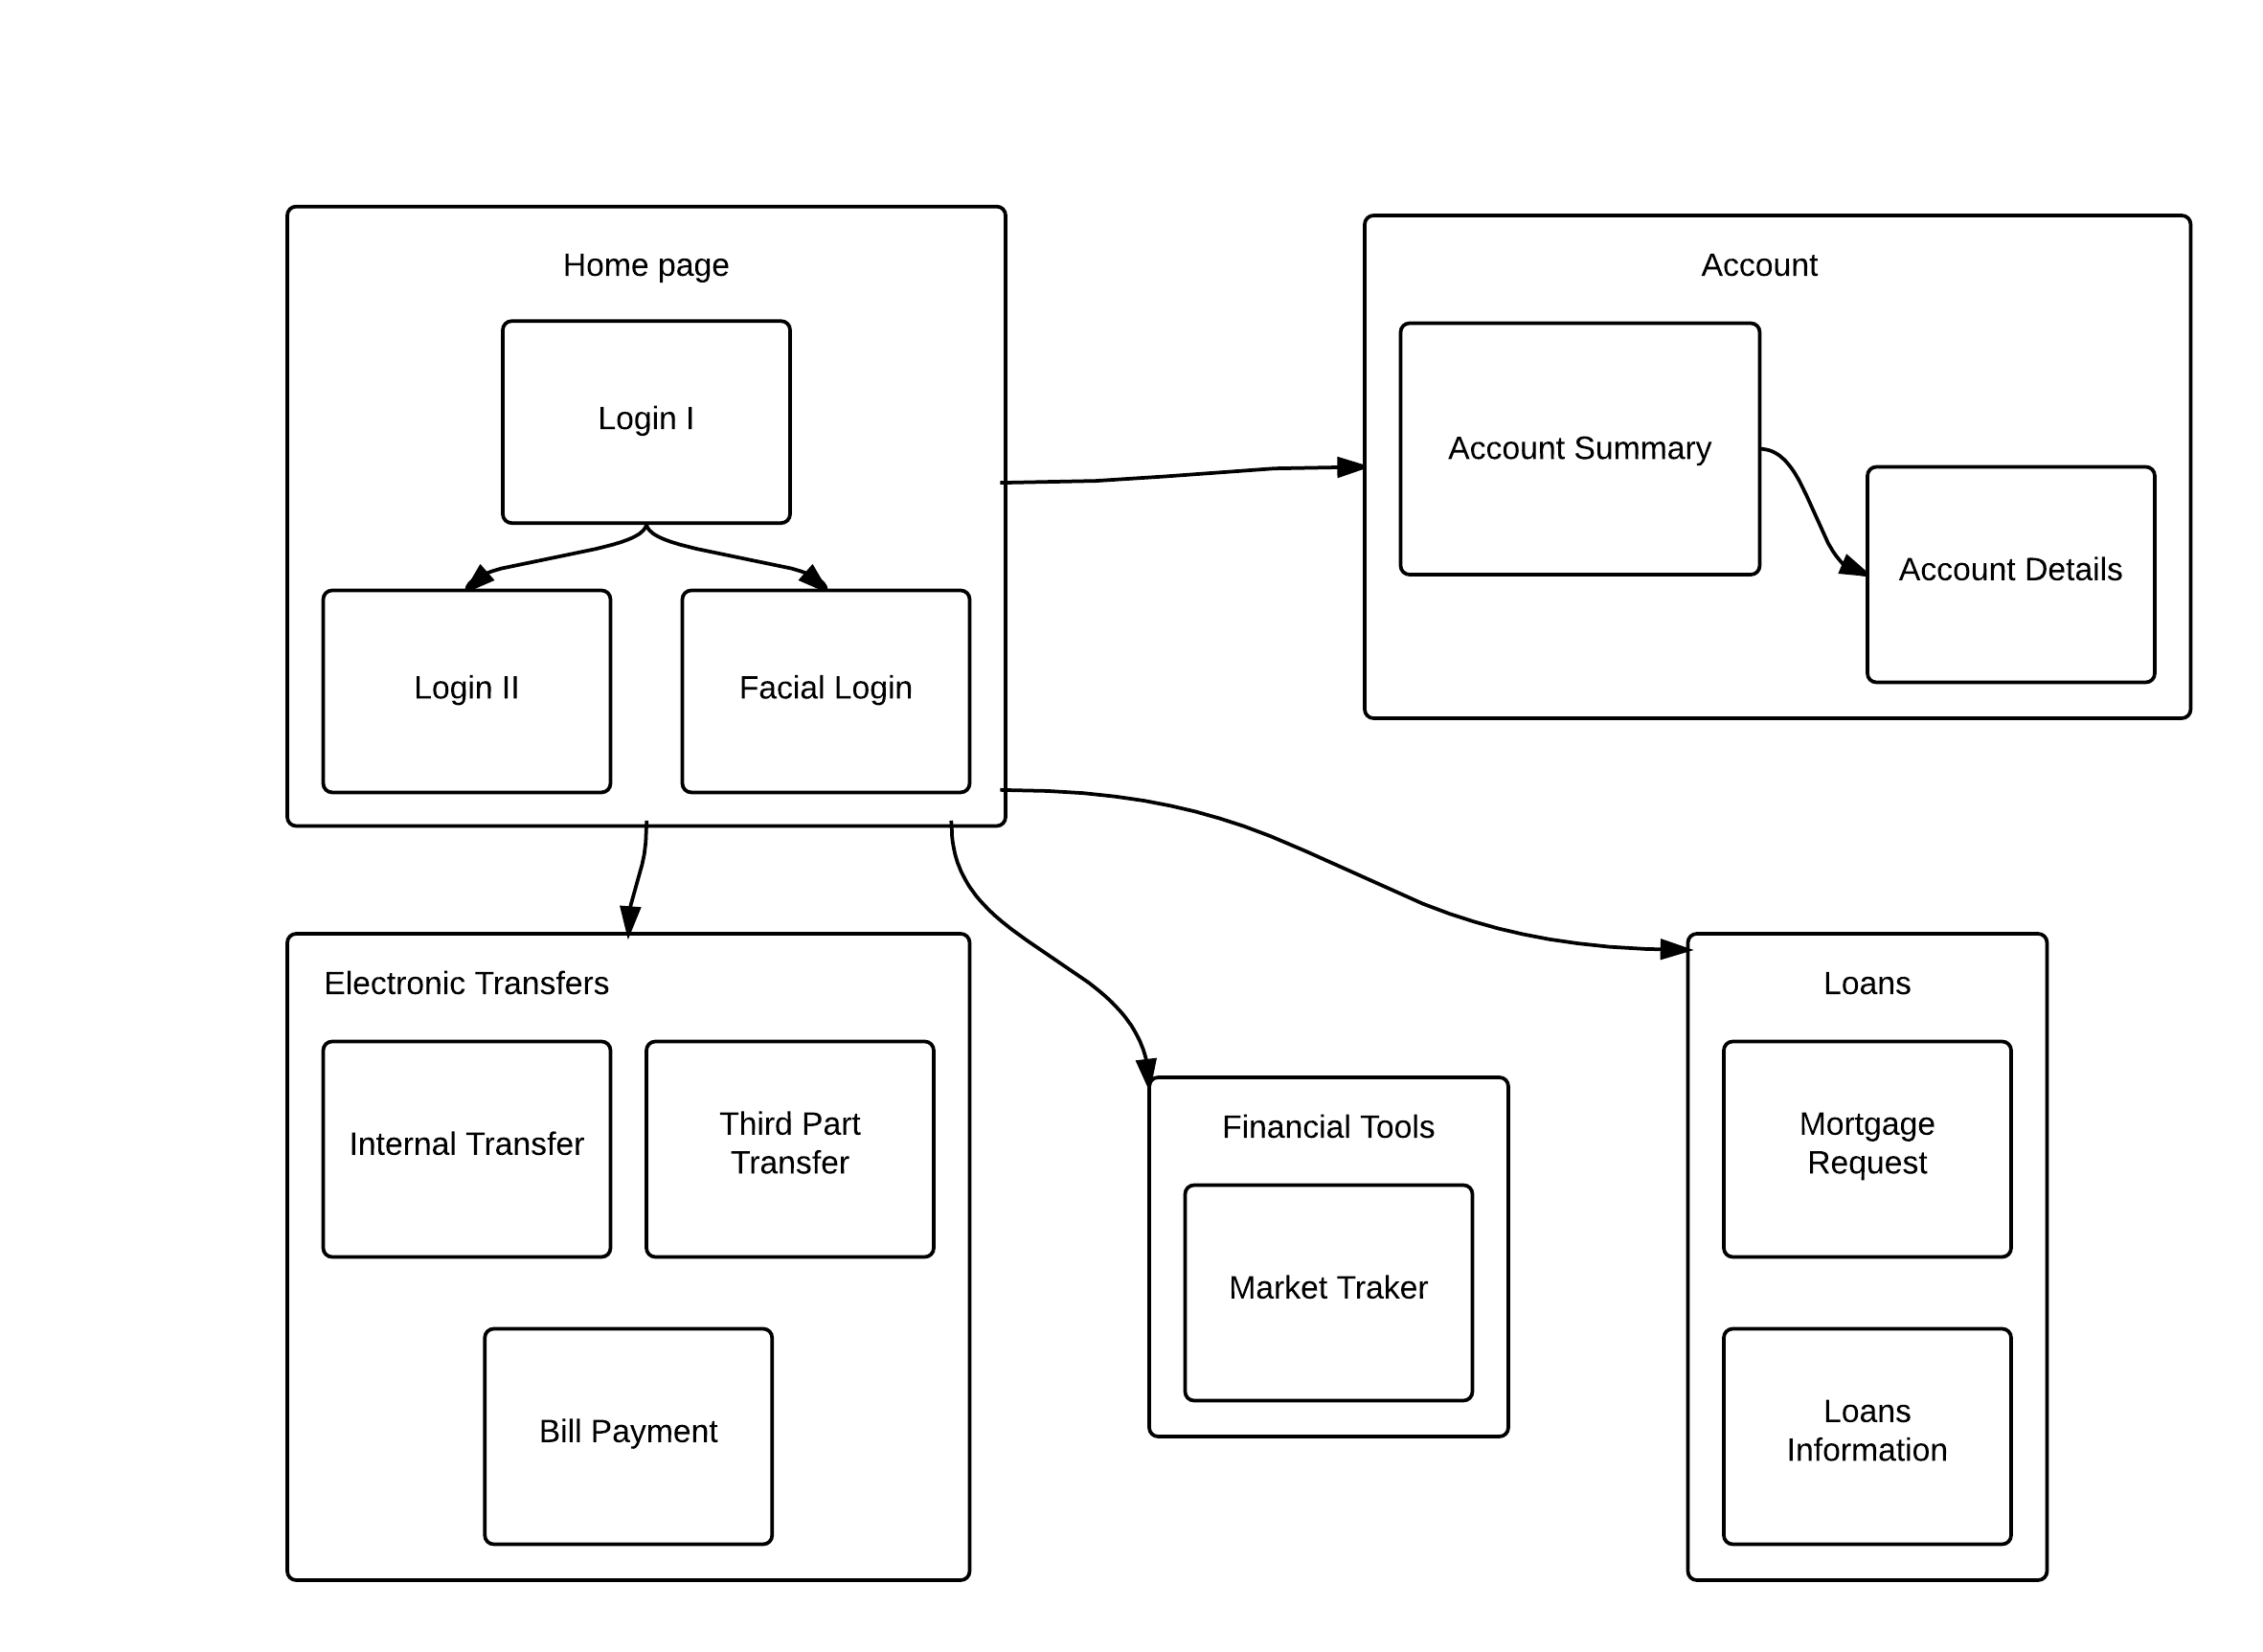 Home page
Login I
Login II
Facial Login
Account
Account Summary
Account Details
Electronic Transfers
Internal Transfer
Third Part
Transfer
Bill Payment
Financial Tools
Market Traker
Loans
Mortgage
Request
Loans
Information